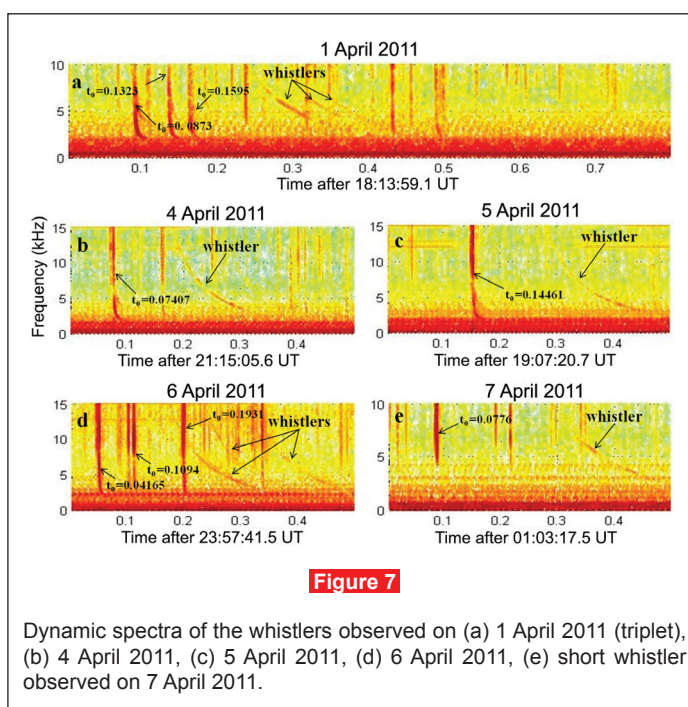 1 April 2011
a
t₀=0.1323
t₀=0.1595
t₀=0.0873
whistlers
10
5
0
0.1 0.2 0.3 0.4 0.5 0.6 0.7
Time after 18:13:59.1 UT
Frequency (kHz)
4 April 2011
b
whistler
t₀=0.07407
15
10
5
0
0.1 0.2 0.3 0.4
Time after 21:15:05.6 UT
5 April 2011
c
whistler
t₀=0.14461
15
10
5
0
0.1 0.2 0.3 0.4
Time after 19:07:20.7 UT
6 April 2011
d
t₀=0.1931
whistlers
t₀=0.1094
t₀=0.04165
15
10
5
0
0.1 0.2 0.3 0.4
Time after 23:57:41.5 UT
7 April 2011
e
t₀=0.0776
whistler
10
5
0
0.1 0.2 0.3 0.4
Time after 01:03:17.5 UT
Figure 7
Dynamic spectra of the whistlers observed on (a) 1 April 2011 (triplet),
(b) 4 April 2011, (c) 5 April 2011, (d) 6 April 2011, (e) short whistler
observed on 7 April 2011.